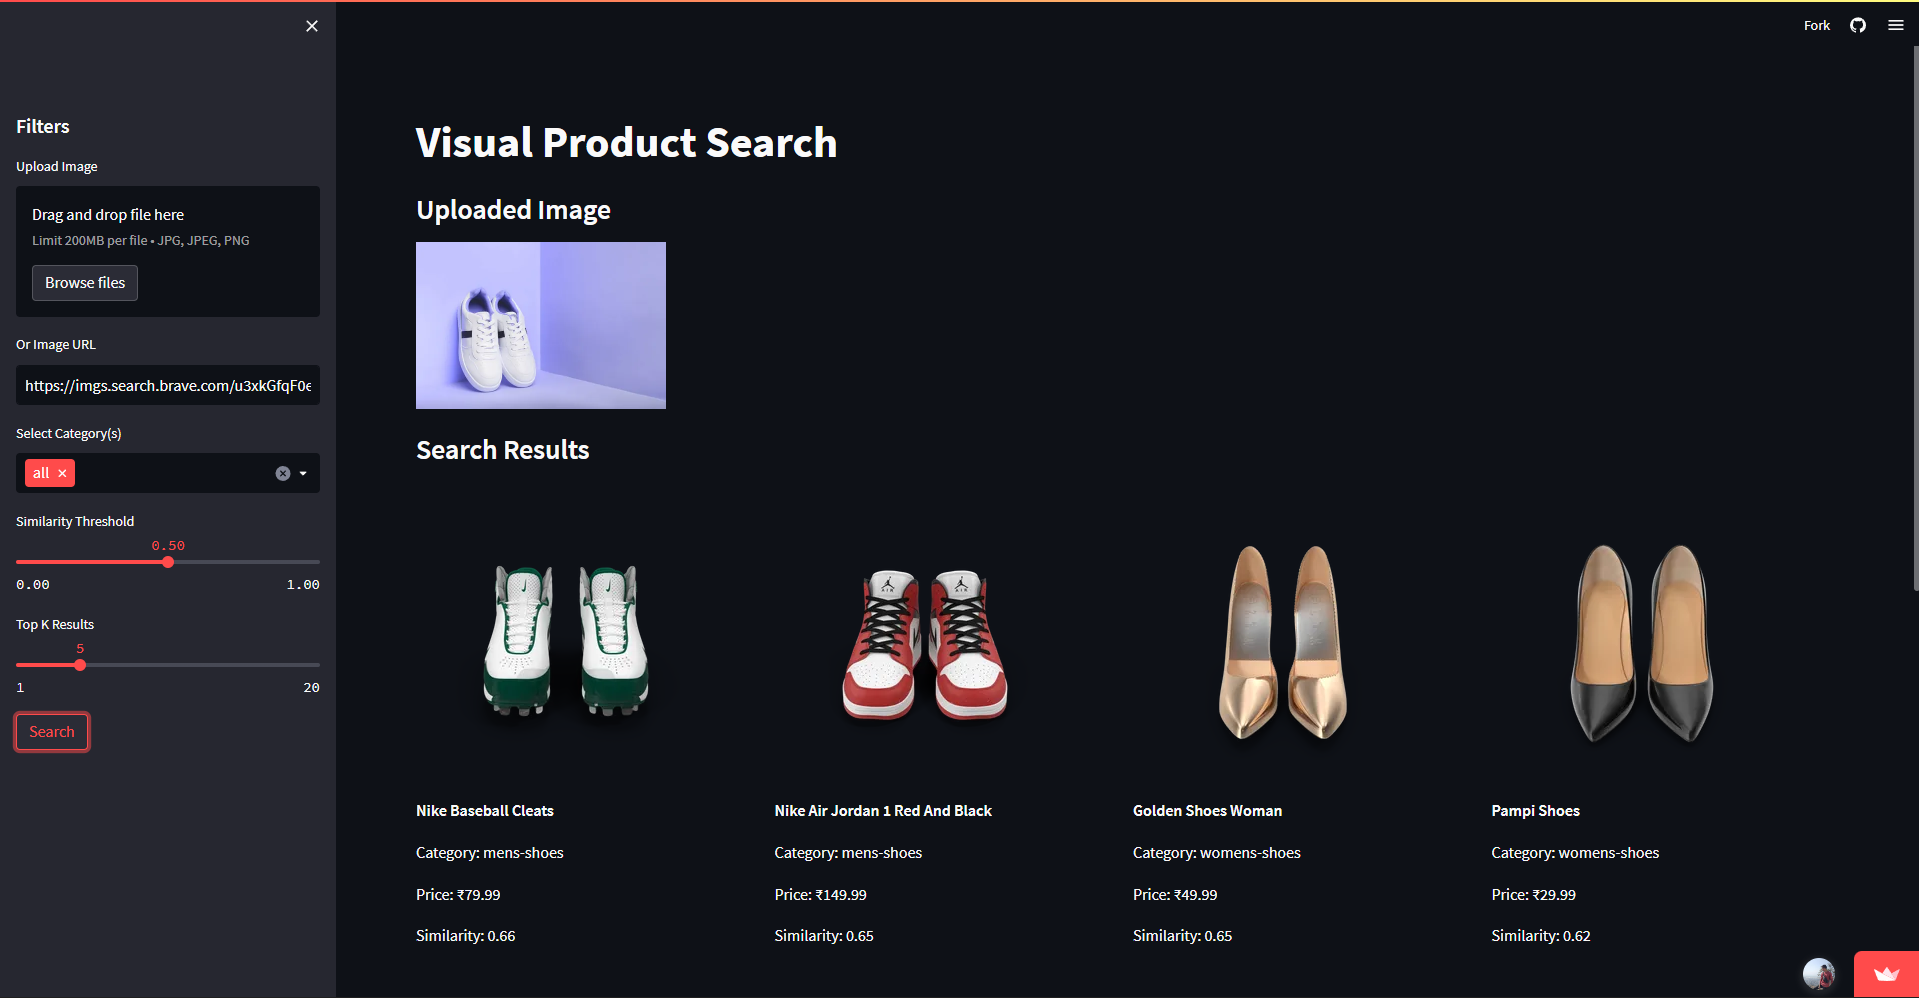 Fork
Filters
Upload Image
Drag and drop file here
Limit 200MB per file • JPG, JPEG, PNG
Browse files
Or Image URL
https://imgs.search.brave.com/u3xkGfqF0e
Select Category(s)
all
Similarity Threshold
0.50
0.00 1.00
Top K Results
5
1 20
Search
Visual Product Search
Uploaded Image
Search Results
AIR AIR
Nike Baseball Cleats
Category: mens-shoes
Price: ₹79.99
Similarity: 0.66
Nike Air Jordan 1 Red And Black
Category: mens-shoes
Price: ₹149.99
Similarity: 0.65
Golden Shoes Woman
Category: womens-shoes
Price: ₹49.99
Similarity: 0.65
Pampi Shoes
Category: womens-shoes
Price: ₹29.99
Similarity: 0.62